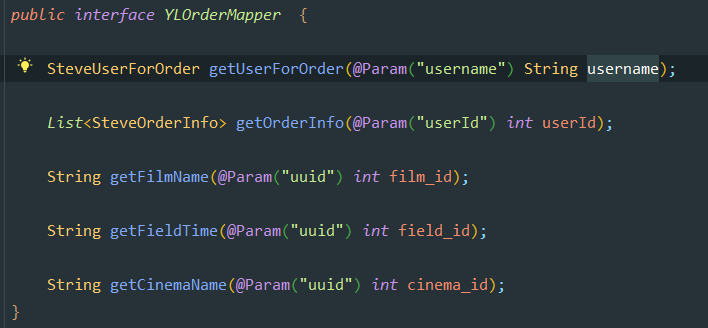 public interface YLOrderMapper {
SteveUserForOrder getUserForOrder(@Param("username") String username);
List<SteveOrderInfo> getOrderInfo(@Param("userId") int userId);
String getFilmName(@Param("uuid") int film_id);
String getFieldTime(@Param("uuid") int field_id);
String getCinemaName(@Param("uuid") int cinema_id);
}